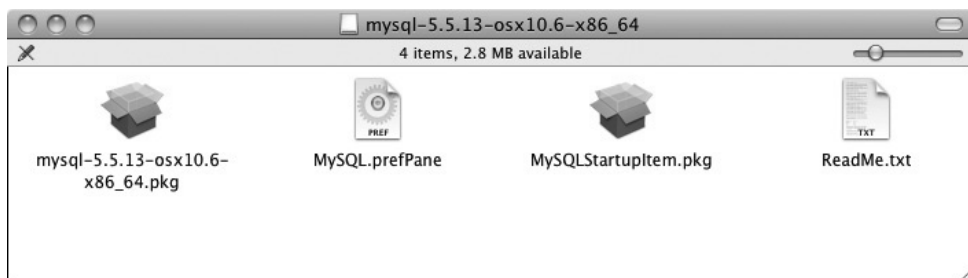 mysql-5.5.13-osx10.6-x86_64
4 items, 2.8 MB available
mysql-5.5.13-osx10.6-
x86_64.pkg
PREF
MySQL.prefPane
MySQLStartupItem.pkg
TXT
ReadMe.txt